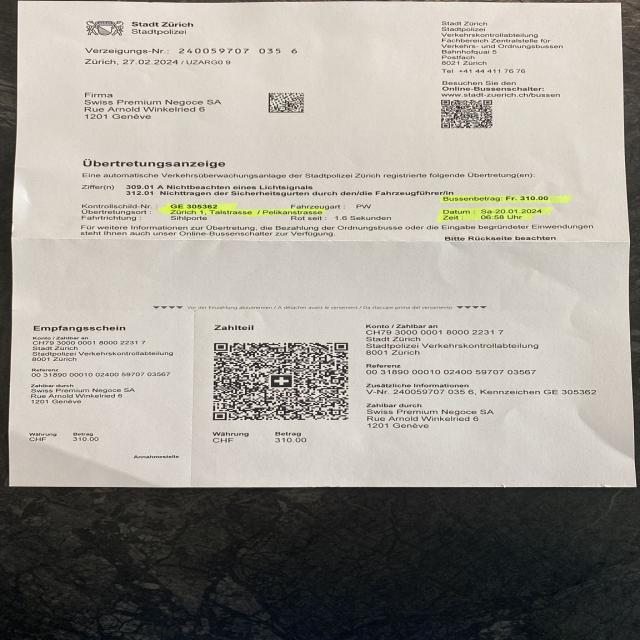 Stadt Zürich
Stadtpolizei
Verzeigungs-Nr.: 240059707 035 6
Zürich, 27.02.2024 / UZARG0 9
Stadt Zürich
Stadtpolizei
Verkehrskontrollabteilung
Fachbereich Zentralstelle für
Verkehrs- und Ordnungsbussen
Bahnhofquai 5
Postfach
8021 Zürich
Tel +41 44 411 76 76
Besuchen Sie den
Online-Bussenschalter:
www.stadt-zuerich.ch/bussen
Firma
Swiss Premium Negoce SA
Rue Arnold Winkelried 6
1201 Genève
Übertretungsanzeige
Eine automatische Verkehrsüberwachungsanlage der Stadtpolizei Zürich registrierte folgende Übertretung(en):
Ziffer(n) 309.01 A Nichtbeachten eines Lichtsignals
312.01 Nichttragen der Sicherheitsgurten durch den/die Fahrzeugführer/in
Bussenbetrag: Fr. 310.00
Kontrollschild-Nr. : GE 305362 Fahrzeugart : PW
Übertretungsort : Zürich 1, Talstrasse / Pelikanstrasse Datum : Sa-20.01.2024
Fahrtrichtung : Sihlporte Rot seit : 1.6 Sekunden Zeit : 06:58 Uhr
Für weitere Informationen zur Übertretung, die Bezahlung der Ordnungsbusse oder die Eingabe begründeter Einwendungen
steht Ihnen auch unser Online-Bussenschalter zur Verfügung.
Bitte Rückseite beachten
Vor der Einzahlung abzutrennen / A détacher avant le versement / Da staccare prima del versamento
Empfangsschein
Konto / Zahlbar an
CH79 3000 0001 8000 2231 7
Stadt Zürich
Stadtpolizei Verkehrskontrollabteilung
8001 Zürich
Referenz
00 31890 00010 02400 59707 03567
Zahlbar durch
Swiss Premium Negoce SA
Rue Arnold Winkelried 6
1201 Genève
Währung Betrag
CHF 310.00
Annahmestelle
Zahlteil
Währung Betrag
CHF 310.00
Konto / Zahlbar an
CH79 3000 0001 8000 2231 7
Stadt Zürich
Stadtpolizei Verkehrskontrollabteilung
8001 Zürich
Referenz
00 31890 00010 02400 59707 03567
Zusätzliche Informationen
V-Nr. 240059707 035 6, Kennzeichen GE 305362
Zahlbar durch
Swiss Premium Negoce SA
Rue Arnold Winkelried 6
1201 Genève